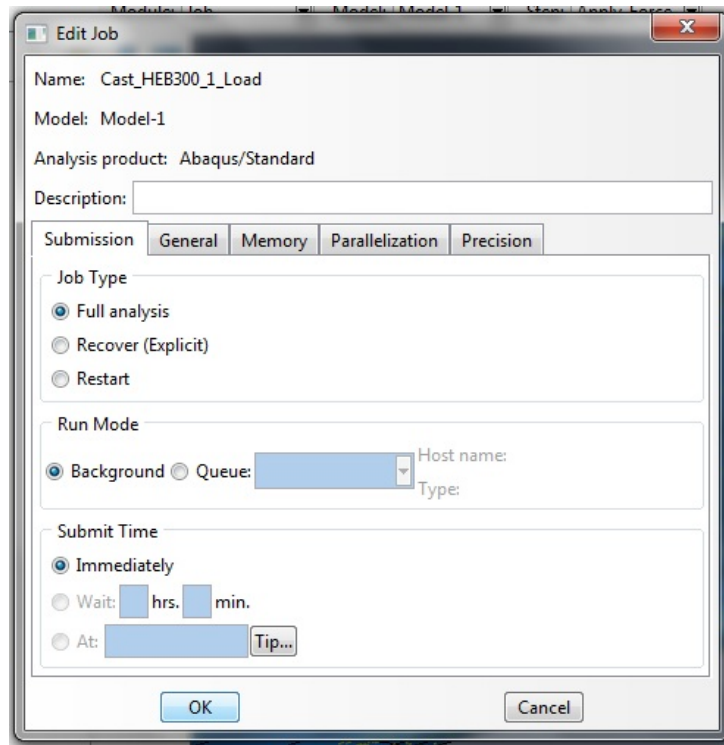 Edit Job
Name: Cast_HEB300_1_Load
Model: Model-1
Analysis product: Abaqus/Standard
Description:
Submission General Memory Parallelization Precision
Job Type
Full analysis
Recover (Explicit)
Restart
Run Mode
Background Queue: Host name:
Type:
Submit Time
Immediately
Wait: hrs. min.
At: Tip...
OK Cancel